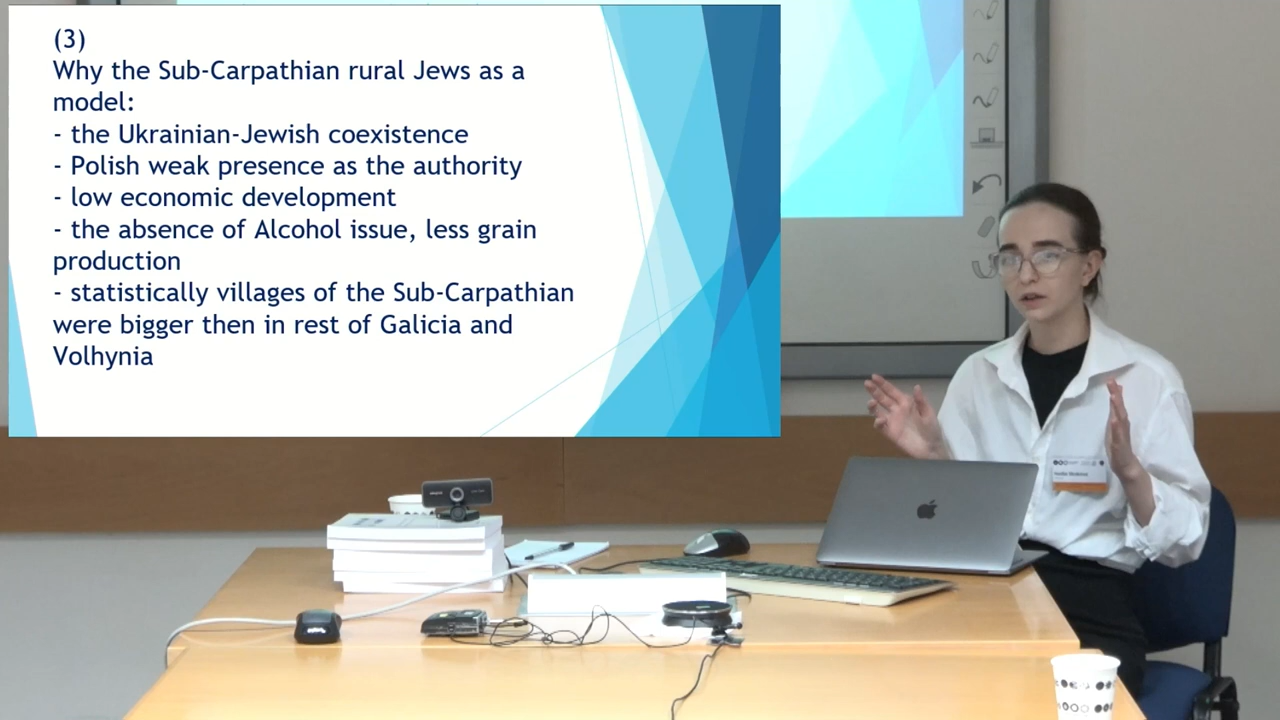 (3)
Why the Sub-Carpathian rural Jews as a
model:
- the Ukrainian-Jewish coexistence
- Polish weak presence as the authority
- low economic development
- the absence of Alcohol issue, less grain
production
- statistically villages of the Sub-Carpathian
were bigger then in rest of Galicia and
Volhynia